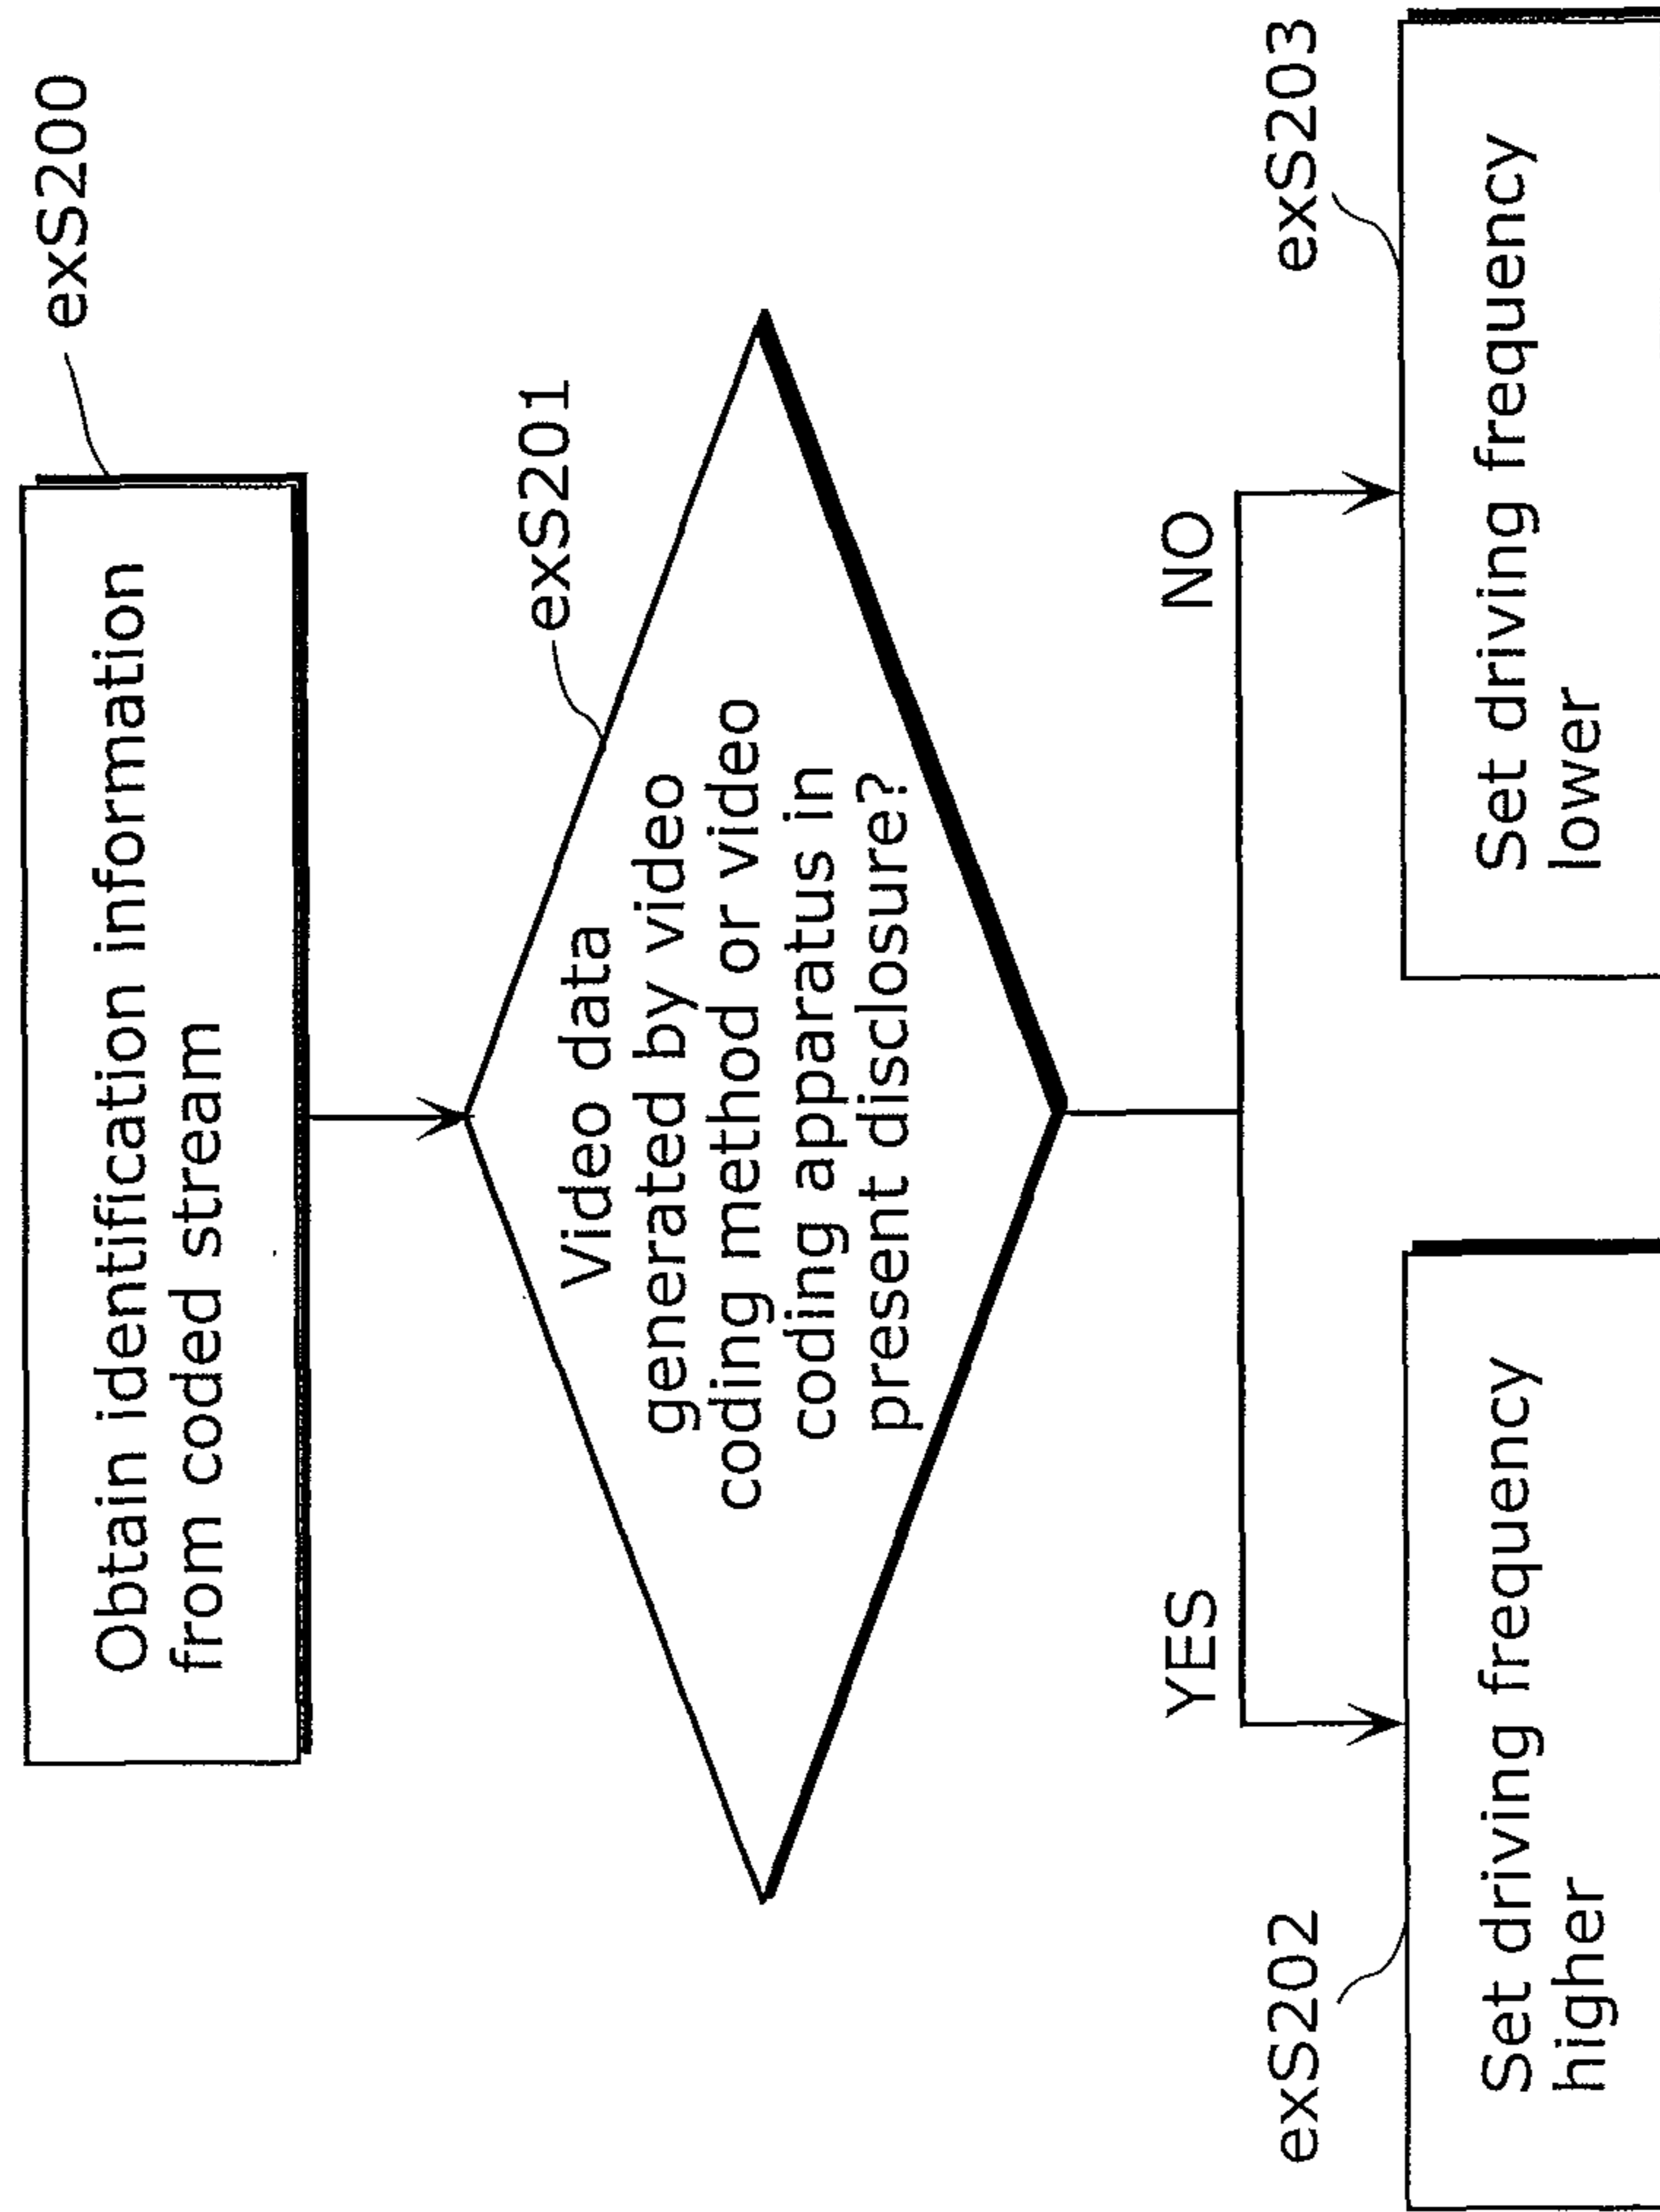 exS200
Obtain identification information
from coded stream
exS201
Video data
generated by video
coding method or video
coding apparatus in
present disclosure?
YES
NO
exS202
Set driving frequency
higher
exS203
Set driving frequency
lower